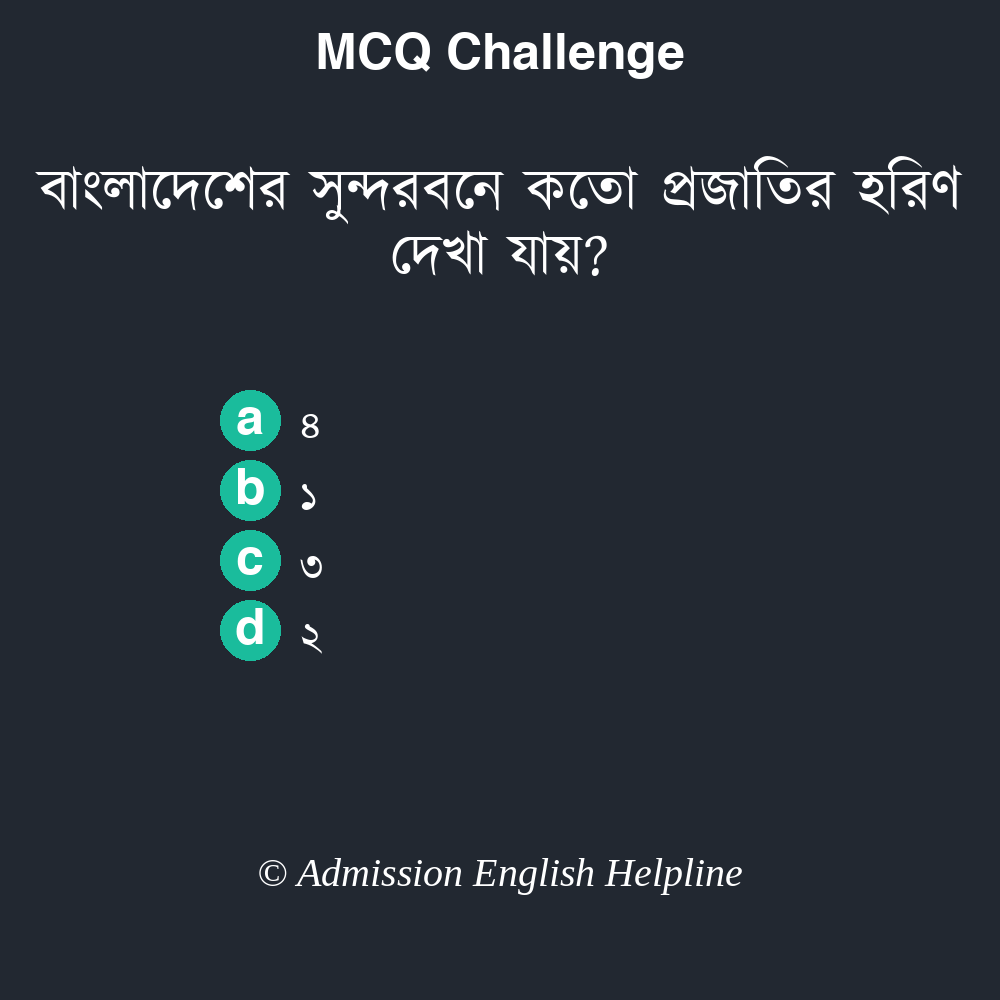 MCQ Challenge
বাংলাদেশের সুন্দরবনে কতো প্রজাতির হরিণ
দেখা যায়?
a ৪
b ১
c ৩
d ২
© Admission English Helpline